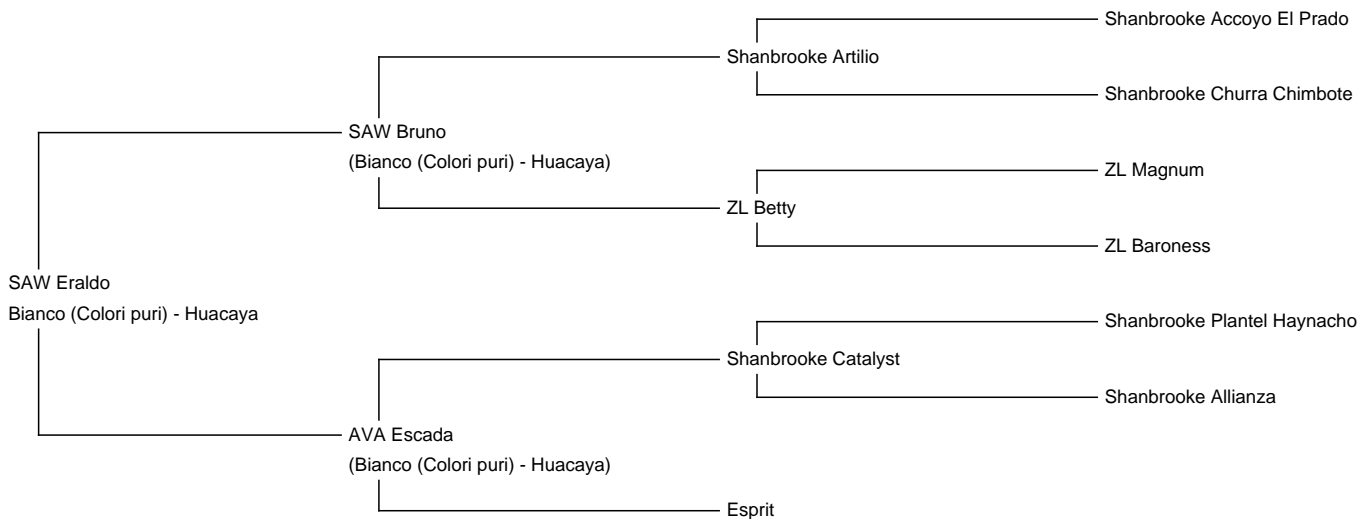 Shanbrooke Accoyo El Prado
Shanbrooke Artilio
Shanbrooke Churra Chimbote
SAW Bruno
(Bianco (Colori puri) - Huacaya)
ZL Magnum
ZL Betty
ZL Baroness
SAW Eraldo
Bianco (Colori puri) - Huacaya
Shanbrooke Plantel Haynacho
Shanbrooke Catalyst
Shanbrooke Allianza
AVA Escada
(Bianco (Colori puri) - Huacaya)
Esprit